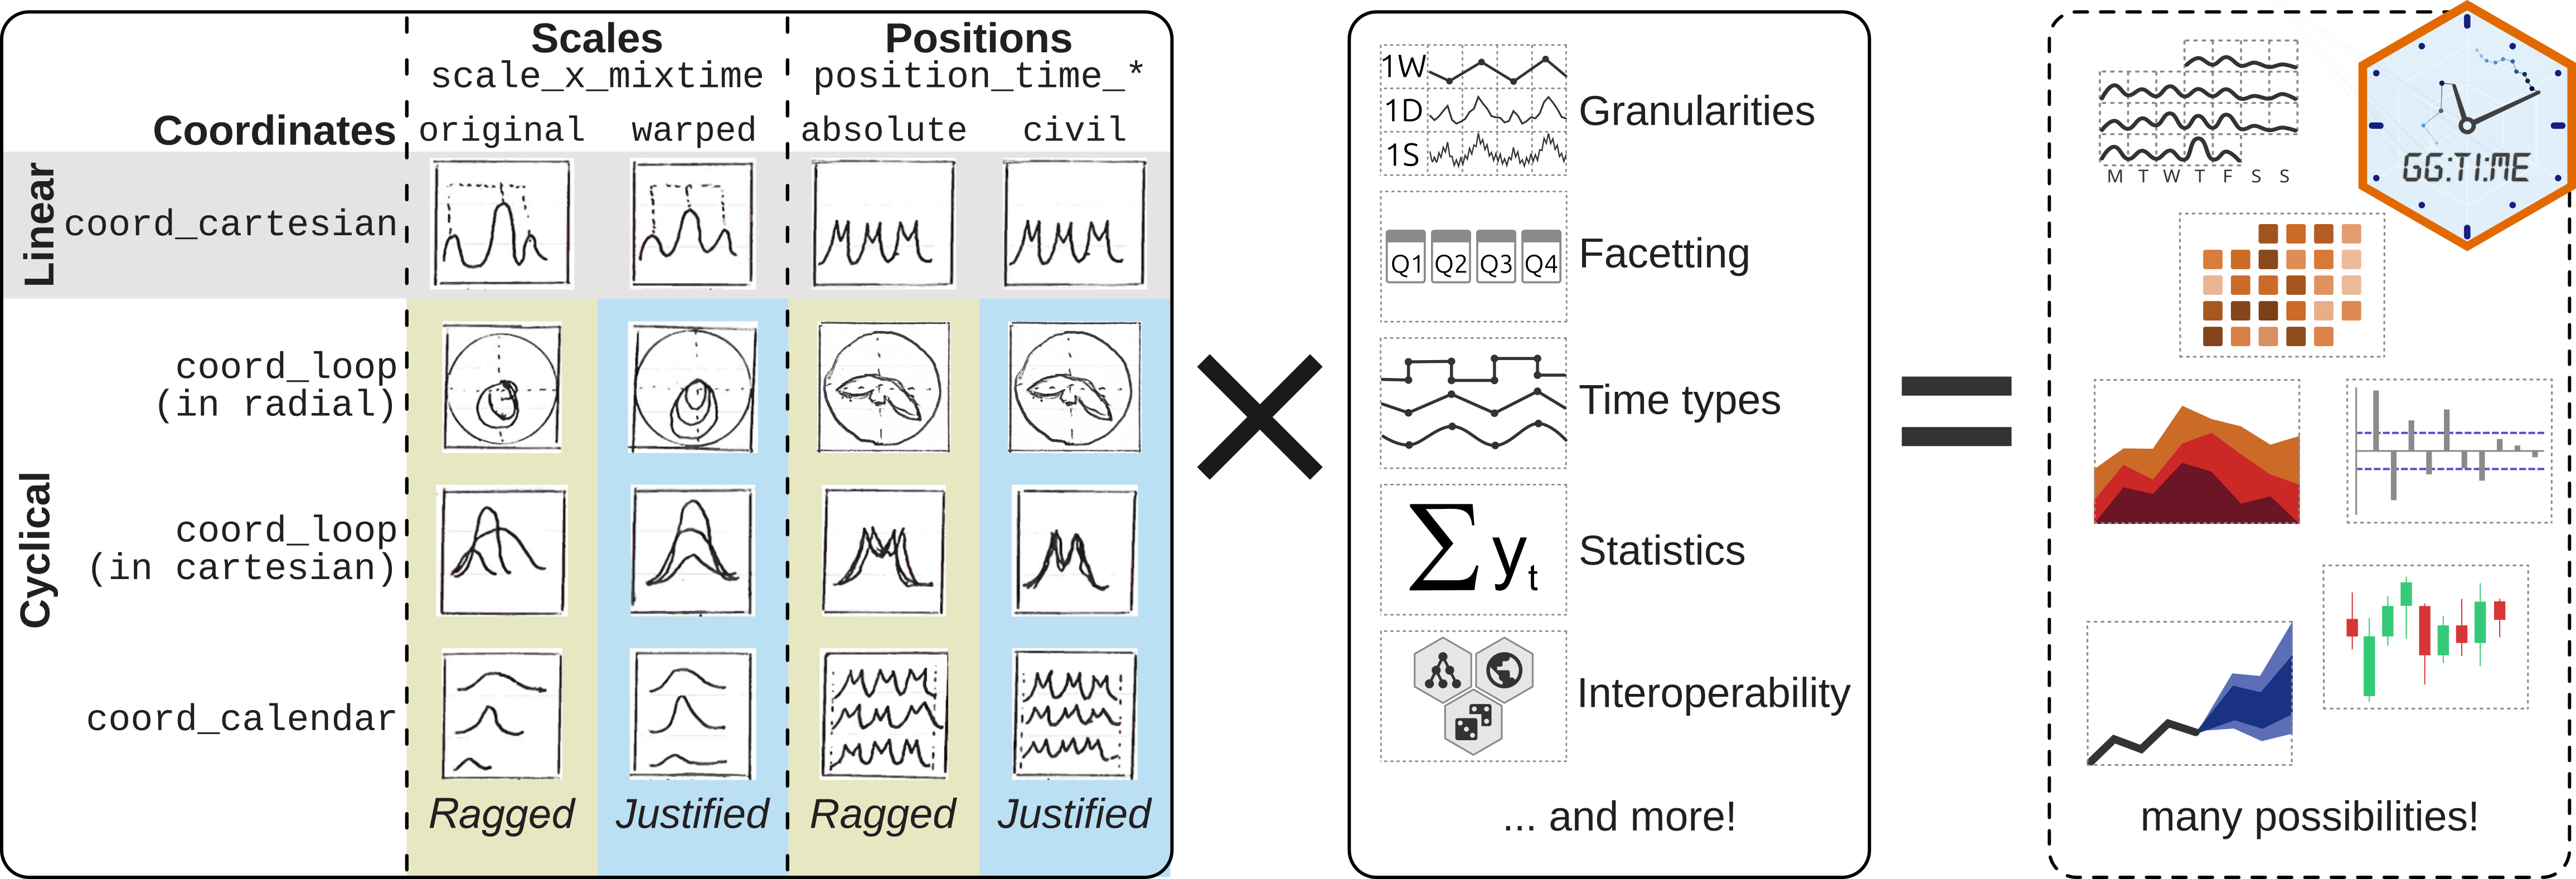 Scales
scale_x_mixtime
Positions
position_time_*
Coordinates
original
warped
absolute
civil
Linear
coord_cartesian
Cyclical
coord_loop
(in radial)
coord_loop
(in cartesian)
coord_calendar
Ragged
Justified
Ragged
Justified
1W
1D
1S
Granularities
Q1 Q2 Q3 Q4
Facetting
Time types
∑ yt
Statistics
Interoperability
... and more!
M T W T F S S
GG:TI:ME
many possibilities!